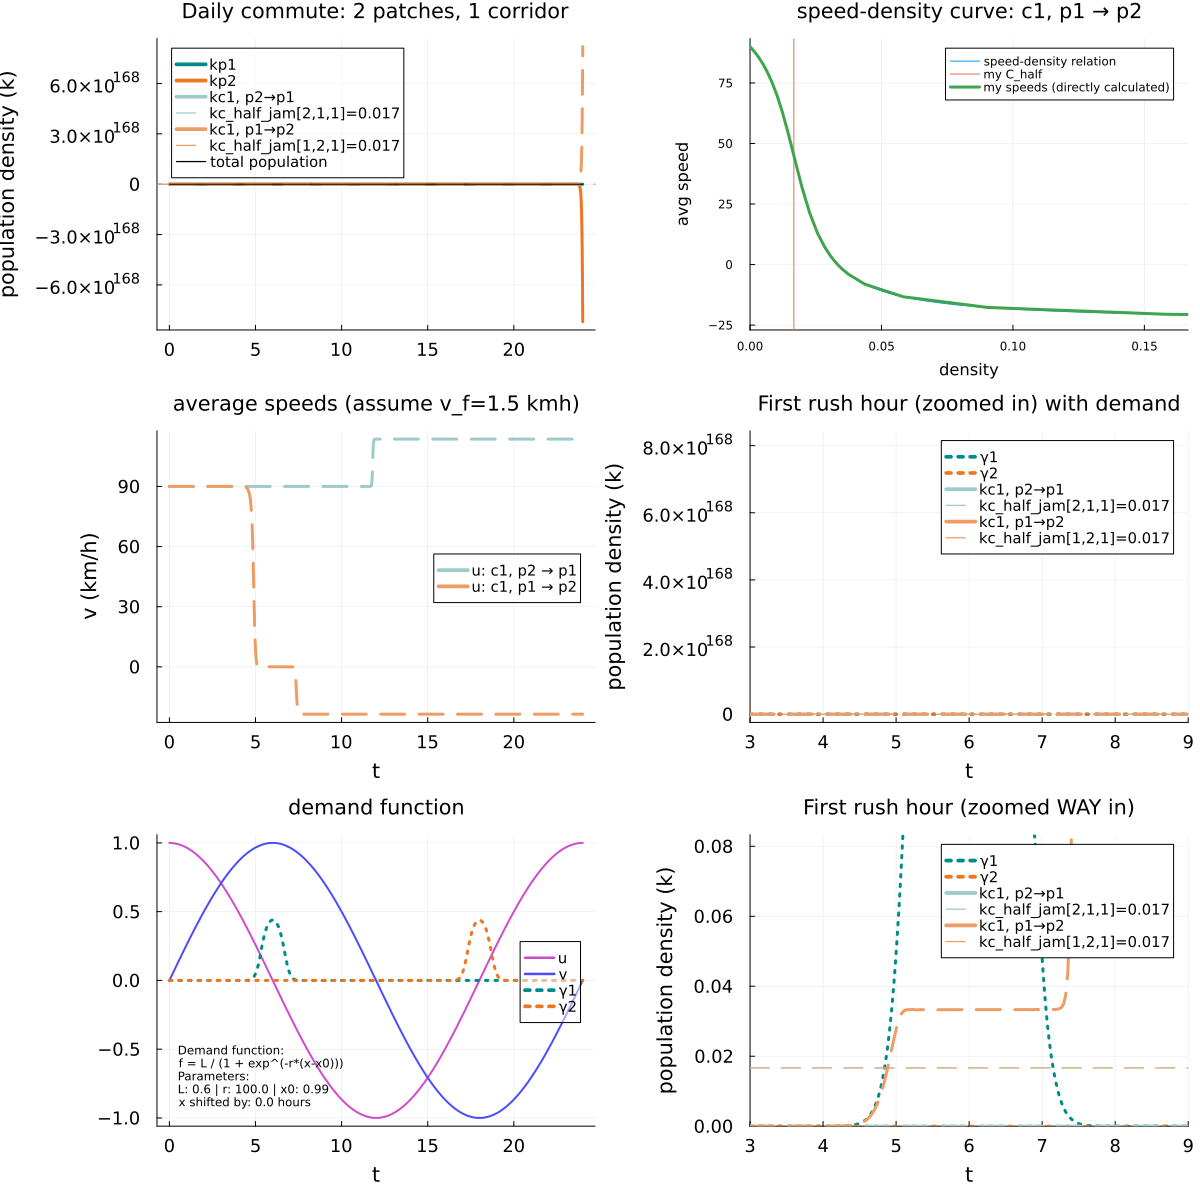 Daily commute: 2 patches, 1 corridor
population density (k)
6.0×10^168
3.0×10^168
0
−3.0×10^168
−6.0×10^168
0 5 10 15 20
kp1
kp2
kc1, p2→p1
kc_half_jam[2,1,1]=0.017
kc1, p1→p2
kc_half_jam[1,2,1]=0.017
total population
speed-density curve: c1, p1 → p2
avg speed
75
50
25
0
−25
0.00 0.05 0.10 0.15
density
speed-density relation
my C_half
my speeds (directly calculated)
average speeds (assume v_f=1.5 kmh)
v (km/h)
90
60
30
0
0 5 10 15 20
t
u: c1, p2 → p1
u: c1, p1 → p2
First rush hour (zoomed in) with demand
population density (k)
8.0×10^168
6.0×10^168
4.0×10^168
2.0×10^168
0
3 4 5 6 7 8 9
t
γ1
γ2
kc1, p2→p1
kc_half_jam[2,1,1]=0.017
kc1, p1→p2
kc_half_jam[1,2,1]=0.017
demand function
1.0
0.5
0.0
−0.5
−1.0
0 5 10 15 20
t
u
v
γ1
γ2
Demand function:
f = L / (1 + exp^(-r*(x-x0)))
Parameters:
L: 0.6 | r: 100.0 | x0: 0.99
x shifted by: 0.0 hours
First rush hour (zoomed WAY in)
population density (k)
0.08
0.06
0.04
0.02
0.00
3 4 5 6 7 8 9
t
γ1
γ2
kc1, p2→p1
kc_half_jam[2,1,1]=0.017
kc1, p1→p2
kc_half_jam[1,2,1]=0.017